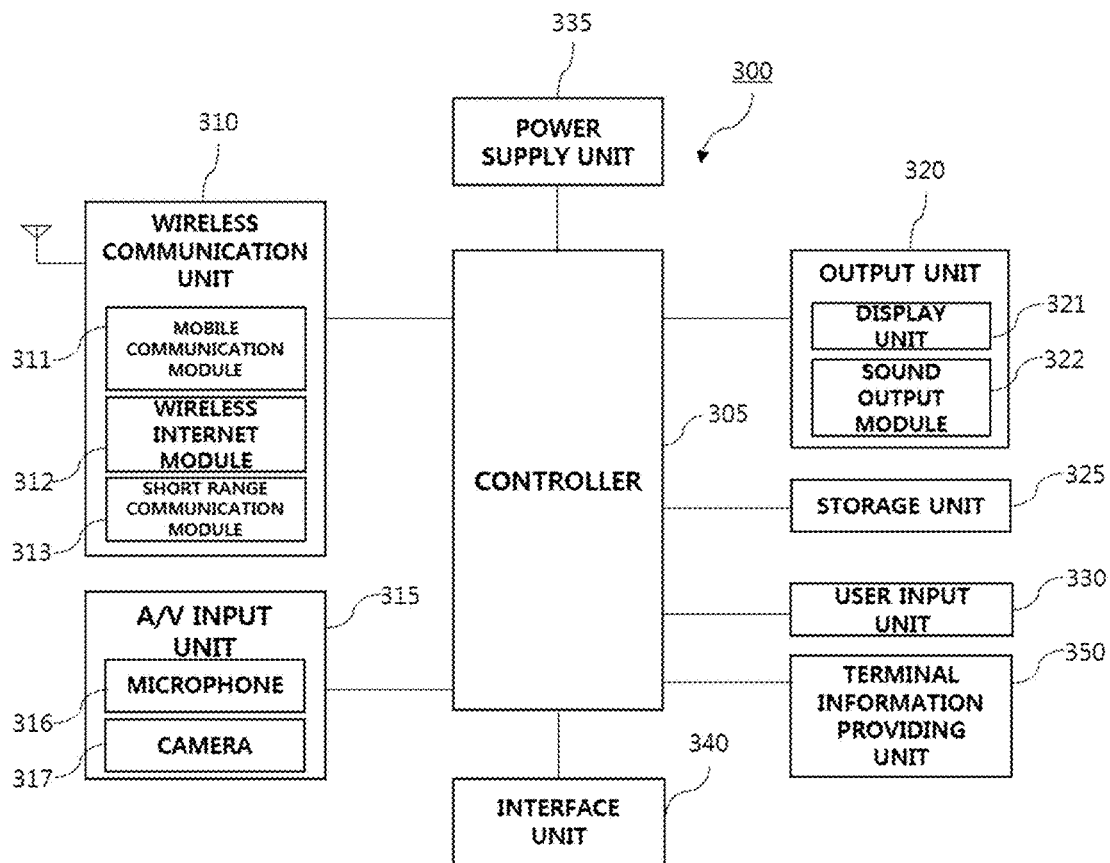 335
300
POWER
SUPPLY UNIT
310
WIRELESS
COMMUNICATION
UNIT
311
MOBILE
COMMUNICATION
MODULE
312
WIRELESS
INTERNET
MODULE
313
SHORT RANGE
COMMUNICATION
MODULE
315
A/V INPUT
UNIT
316
MICROPHONE
317
CAMERA
305
CONTROLLER
340
INTERFACE
UNIT
320
OUTPUT UNIT
321
DISPLAY
UNIT
322
SOUND
OUTPUT
MODULE
325
STORAGE UNIT
330
USER INPUT
UNIT
350
TERMINAL
INFORMATION
PROVIDING
UNIT